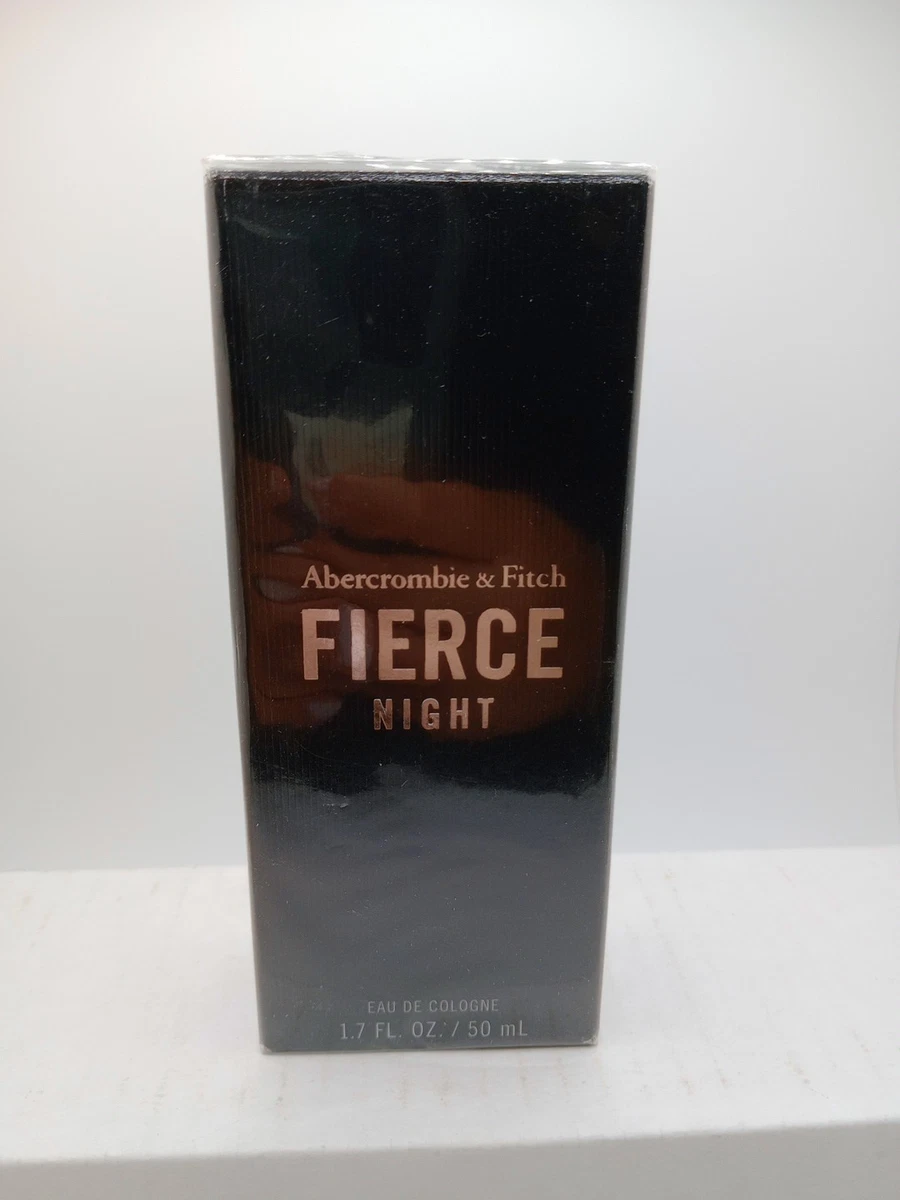 Abercrombie & Fitch
FIERCE
NIGHT
EAU DE COLOGNE
1.7 FL. OZ. / 50 mL